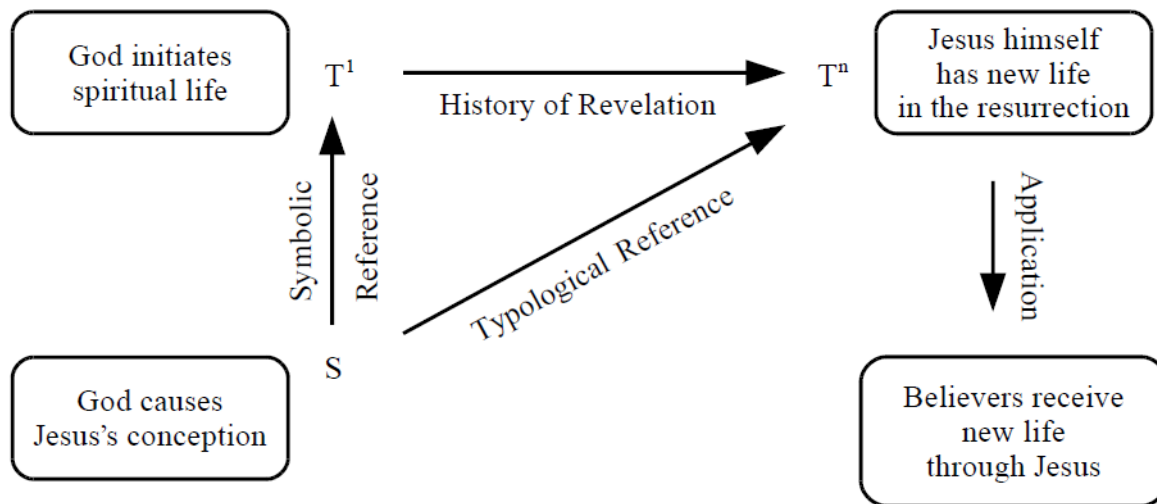 God initiates
spiritual life
T¹
History of Revelation
Tⁿ
Jesus himself
has new life
in the resurrection
Symbolic
Reference
Typological Reference
Application
S
God causes
Jesus’s conception
Believers receive
new life
through Jesus